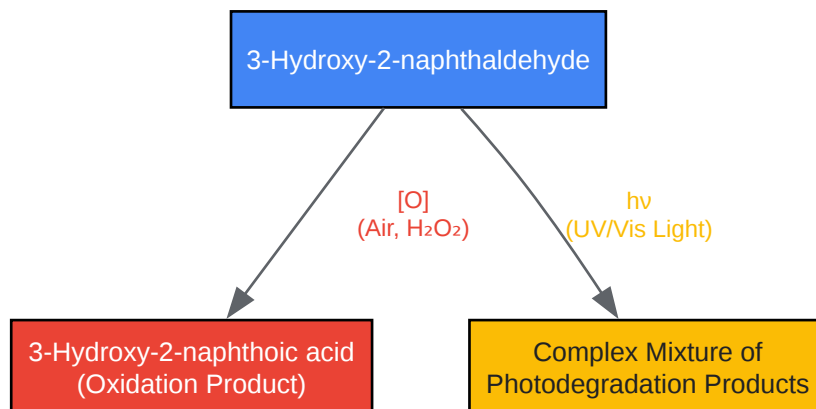 3-Hydroxy-2-naphthaldehyde
[O]
(Air, H₂O₂)
hν
(UV/Vis Light)
3-Hydroxy-2-naphthoic acid
(Oxidation Product)
Complex Mixture of
Photodegradation Products